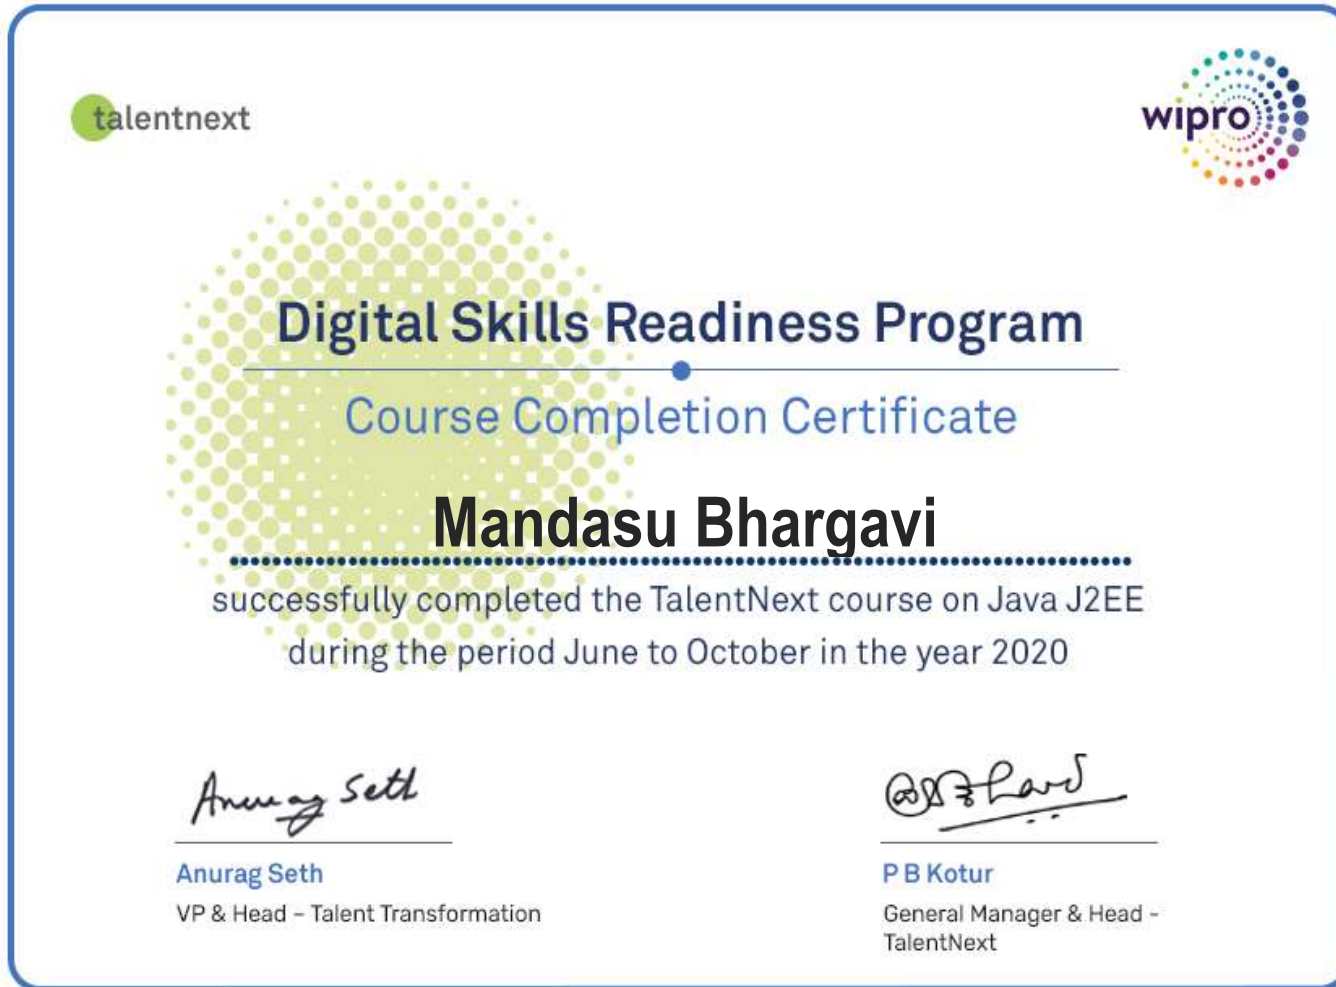 talentnext
wipro
Digital Skills Readiness Program
Course Completion Certificate
Mandasu Bhargavi
successfully completed the TalentNext course on Java J2EE
during the period June to October in the year 2020
Anurag Seth
Anurag Seth
VP & Head – Talent Transformation
P B Kotur
General Manager & Head -
TalentNext